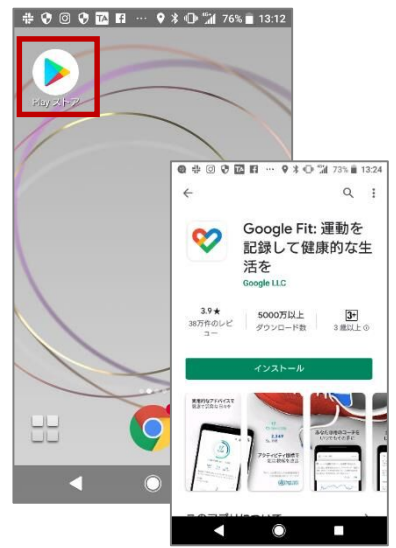 76% 13:12
Play ストア
73% 13:24
Google Fit: 運動を
記録して健康的な生
活を
Google LLC
3.9★
38万件のレビ
ュー
5000万以上
ダウンロード数
3+
3 歳以上
インストール